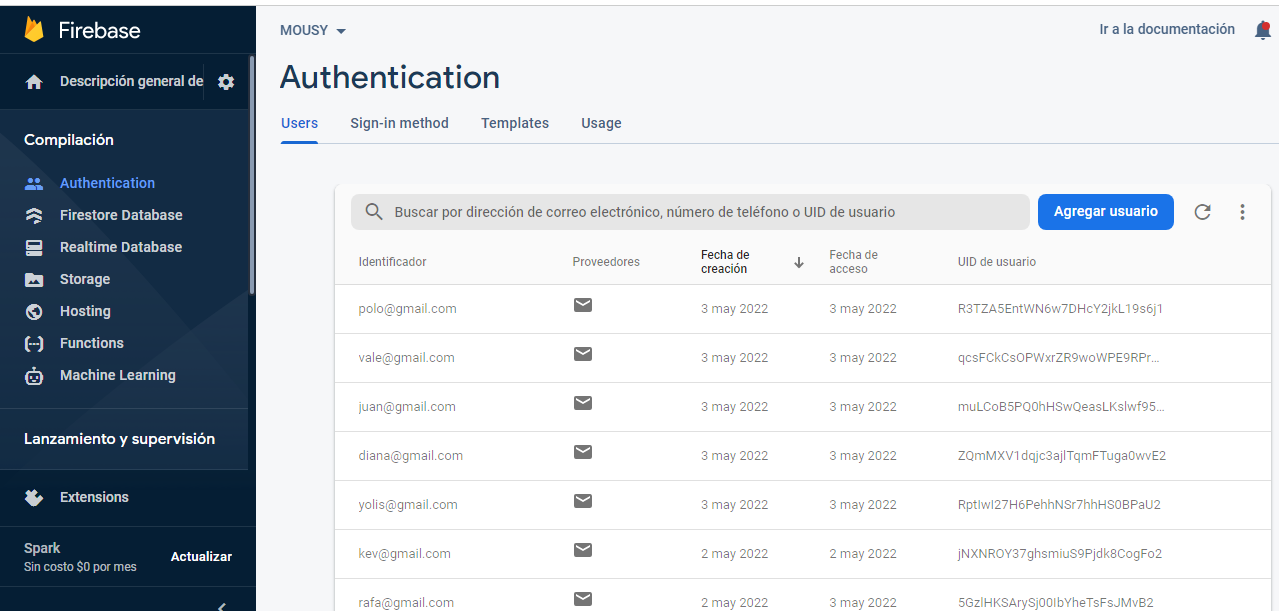 Firebase
Descripción general de
Compilación
Authentication
Firestore Database
Realtime Database
Storage
Hosting
Functions
Machine Learning
Lanzamiento y supervisión
Extensions
Spark
Sin costo $0 por mes
Actualizar
MOUSY
Ir a la documentación
Authentication
Users Sign-in method Templates Usage
Buscar por dirección de correo electrónico, número de teléfono o UID de usuario
Agregar usuario
Identificador Proveedores Fecha de creación Fecha de acceso UID de usuario
polo@gmail.com 3 may 2022 3 may 2022 R3TZA5EntWN6w7DHcY2jkL19s6j1
vale@gmail.com 3 may 2022 3 may 2022 qcsFCkCsOPWxrZR9woWPE9RPr...
juan@gmail.com 3 may 2022 3 may 2022 muLCoB5PQ0hHSwQeasLKslwf95...
diana@gmail.com 3 may 2022 3 may 2022 ZQmMXV1dqjc3ajlTqmFTuga0wvE2
yolis@gmail.com 3 may 2022 3 may 2022 RptIwI27H6PehhNSr7hhHS0BPaU2
kev@gmail.com 2 may 2022 2 may 2022 jNXNROY37ghsmiuS9Pjdk8CogFo2
rafa@gmail.com 2 may 2022 3 may 2022 5GzlHKSArySj00IbYheTsFsJMvB2